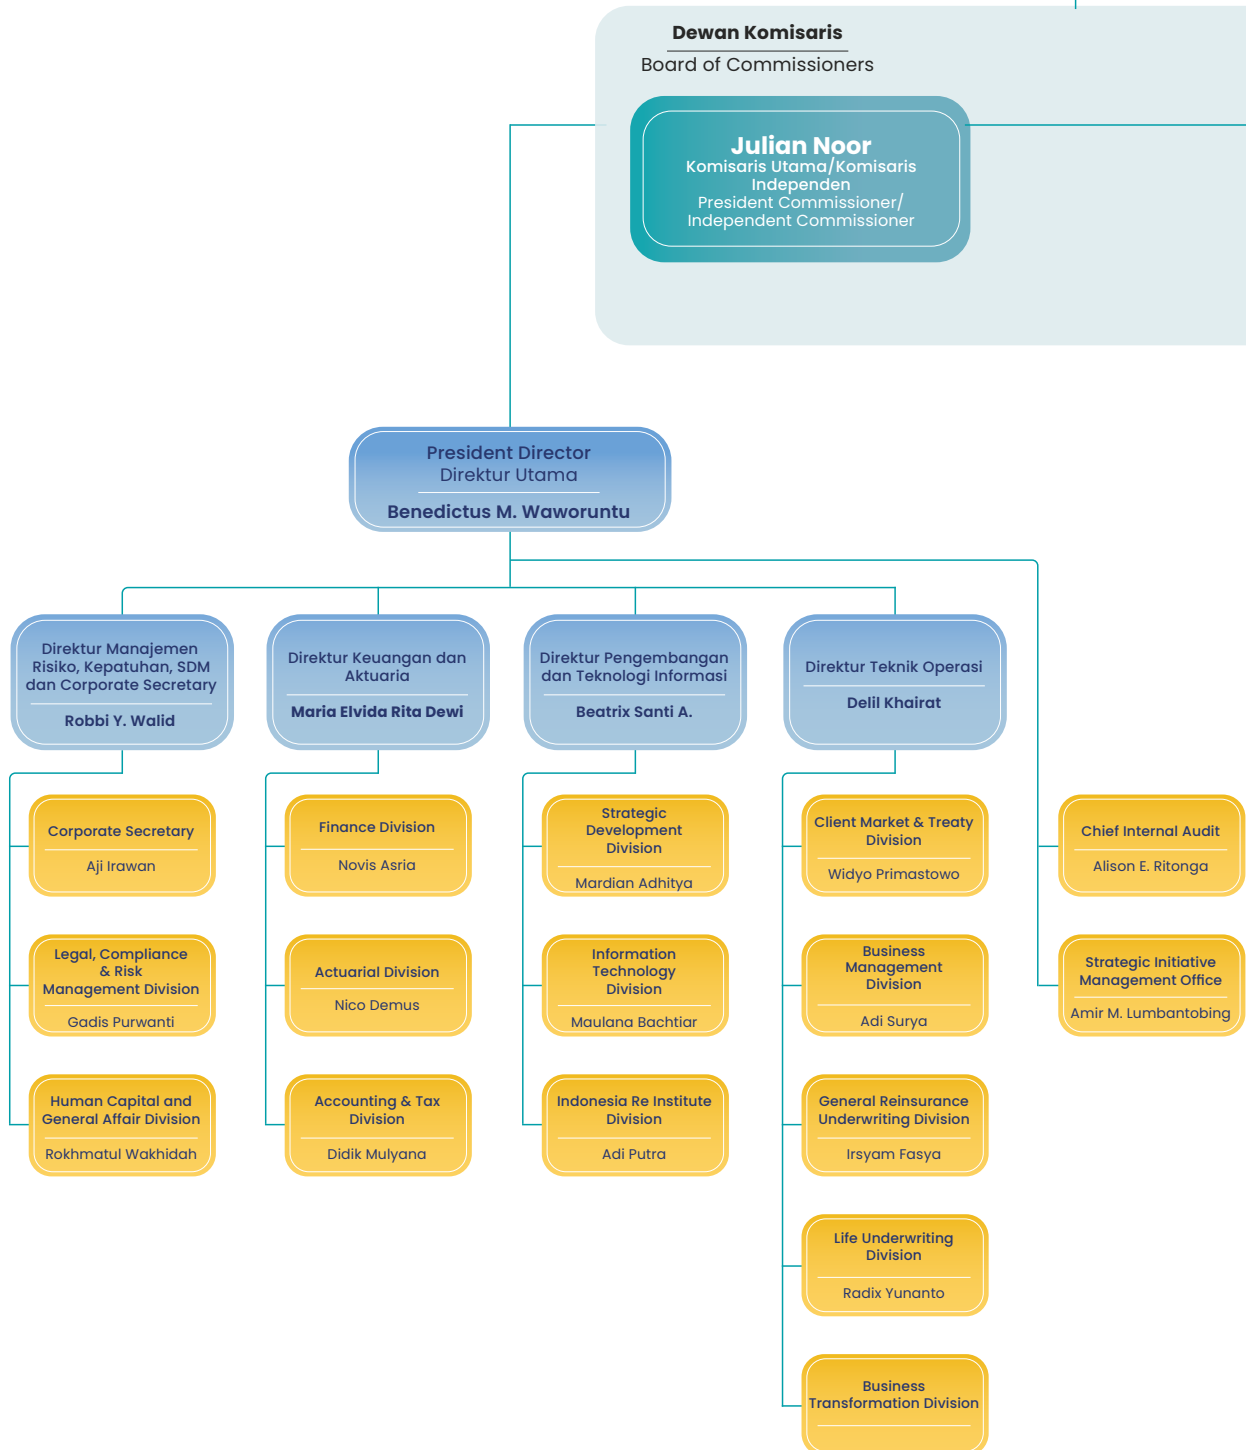 Dewan Komisaris
Board of Commissioners
Julian Noor
Komisaris Utama/Komisaris
Independen
President Commissioner/
Independent Commissioner
President Director
Direktur Utama
Benedictus M. Waworuntu
Direktur Manajemen
Risiko, Kepatuhan, SDM
dan Corporate Secretary
Robbi Y. Walid
Direktur Keuangan dan
Aktuaria
Maria Elvida Rita Dewi
Direktur Pengembangan
dan Teknologi Informasi
Beatrix Santi A.
Direktur Teknik Operasi
Delil Khairat
Corporate Secretary
Aji Irawan
Legal, Compliance
& Risk
Management Division
Gadis Purwanti
Human Capital and
General Affair Division
Rokhmatul Wakhidah
Finance Division
Novis Asria
Actuarial Division
Nico Demus
Accounting & Tax
Division
Didik Mulyana
Strategic
Development
Division
Mardian Adhitya
Information
Technology
Division
Maulana Bachtiar
Indonesia Re Institute
Division
Adi Putra
Client Market & Treaty
Division
Widyo Primastowo
Business
Management
Division
Adi Surya
General Reinsurance
Underwriting Division
Irsyam Fasya
Life Underwriting
Division
Radix Yunanto
Business
Transformation Division
Chief Internal Audit
Alison E. Ritonga
Strategic Initiative
Management Office
Amir M. Lumbantobing